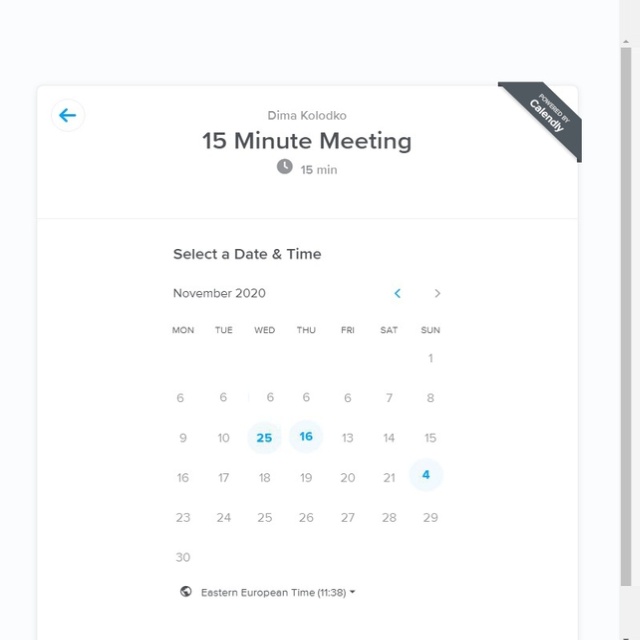 POWERED BY
Calendly
Dima Kolodko
15 Minute Meeting
15 min
Select a Date & Time
November 2020
MON TUE WED THU FRI SAT SUN
1
6 6 6 6 6 7 8
9 10 25 16 13 14 15
16 17 18 19 20 21 4
23 24 25 26 27 28 29
30
Eastern European Time (11:38)